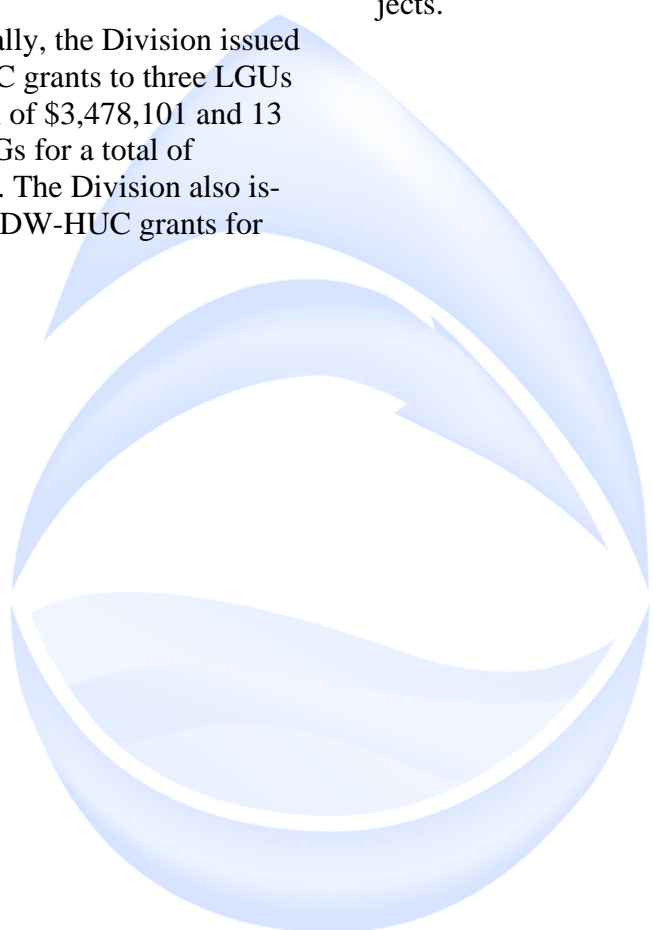 ally, the Division issued
C grants to three LGUs
of $3,478,101 and 13
Gs for a total of
. The Division also is-
DW-HUC grants for
jects.